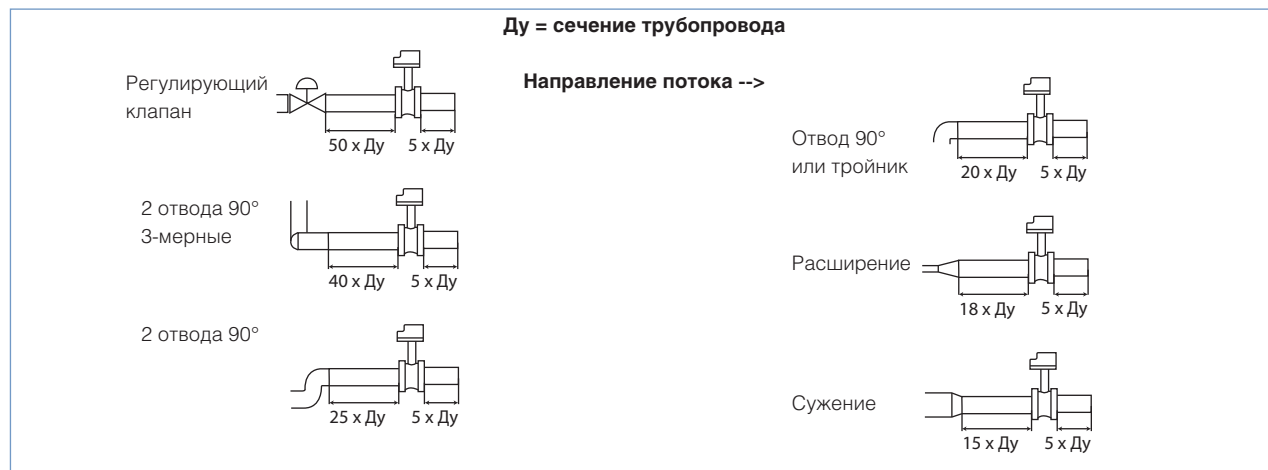 Ду = сечение трубопровода
Направление потока -->
Регулирующий
клапан
50 x Ду 5 x Ду
2 отвода 90°
3-мерные
40 x Ду 5 x Ду
2 отвода 90°
25 x Ду 5 x Ду
Отвод 90°
или тройник
20 x Ду 5 x Ду
Расширение
18 x Ду 5 x Ду
Сужение
15 x Ду 5 x Ду